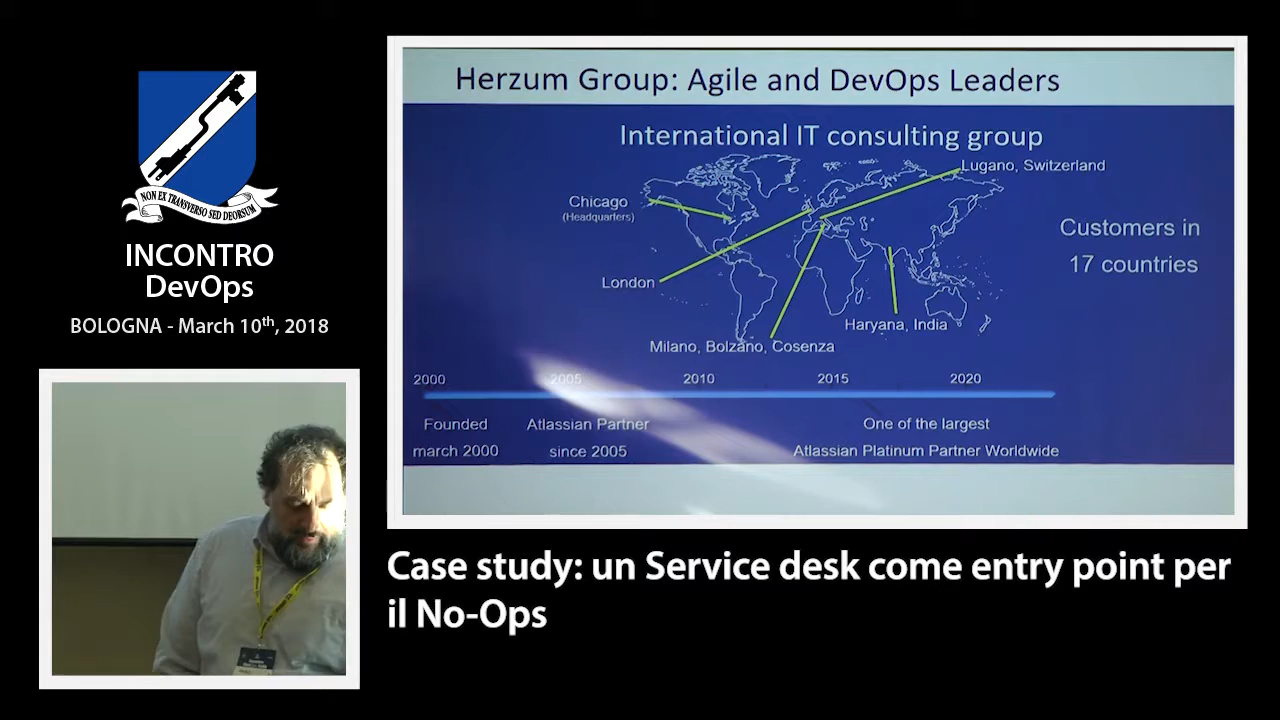 NON EX TRANSVERSO SED DEORSUM
INCONTRO
DevOps
BOLOGNA - March 10th, 2018
Herzum Group: Agile and DevOps Leaders
International IT consulting group
Lugano, Switzerland
Chicago
(Headquarters)
Customers in
17 countries
London
Haryana, India
Milano, Bolzano, Cosenza
2000 2005 2010 2015 2020
Founded
march 2000
Atlassian Partner
since 2005
One of the largest
Atlassian Platinum Partner Worldwide
Case study: un Service desk come entry point per
il No-Ops